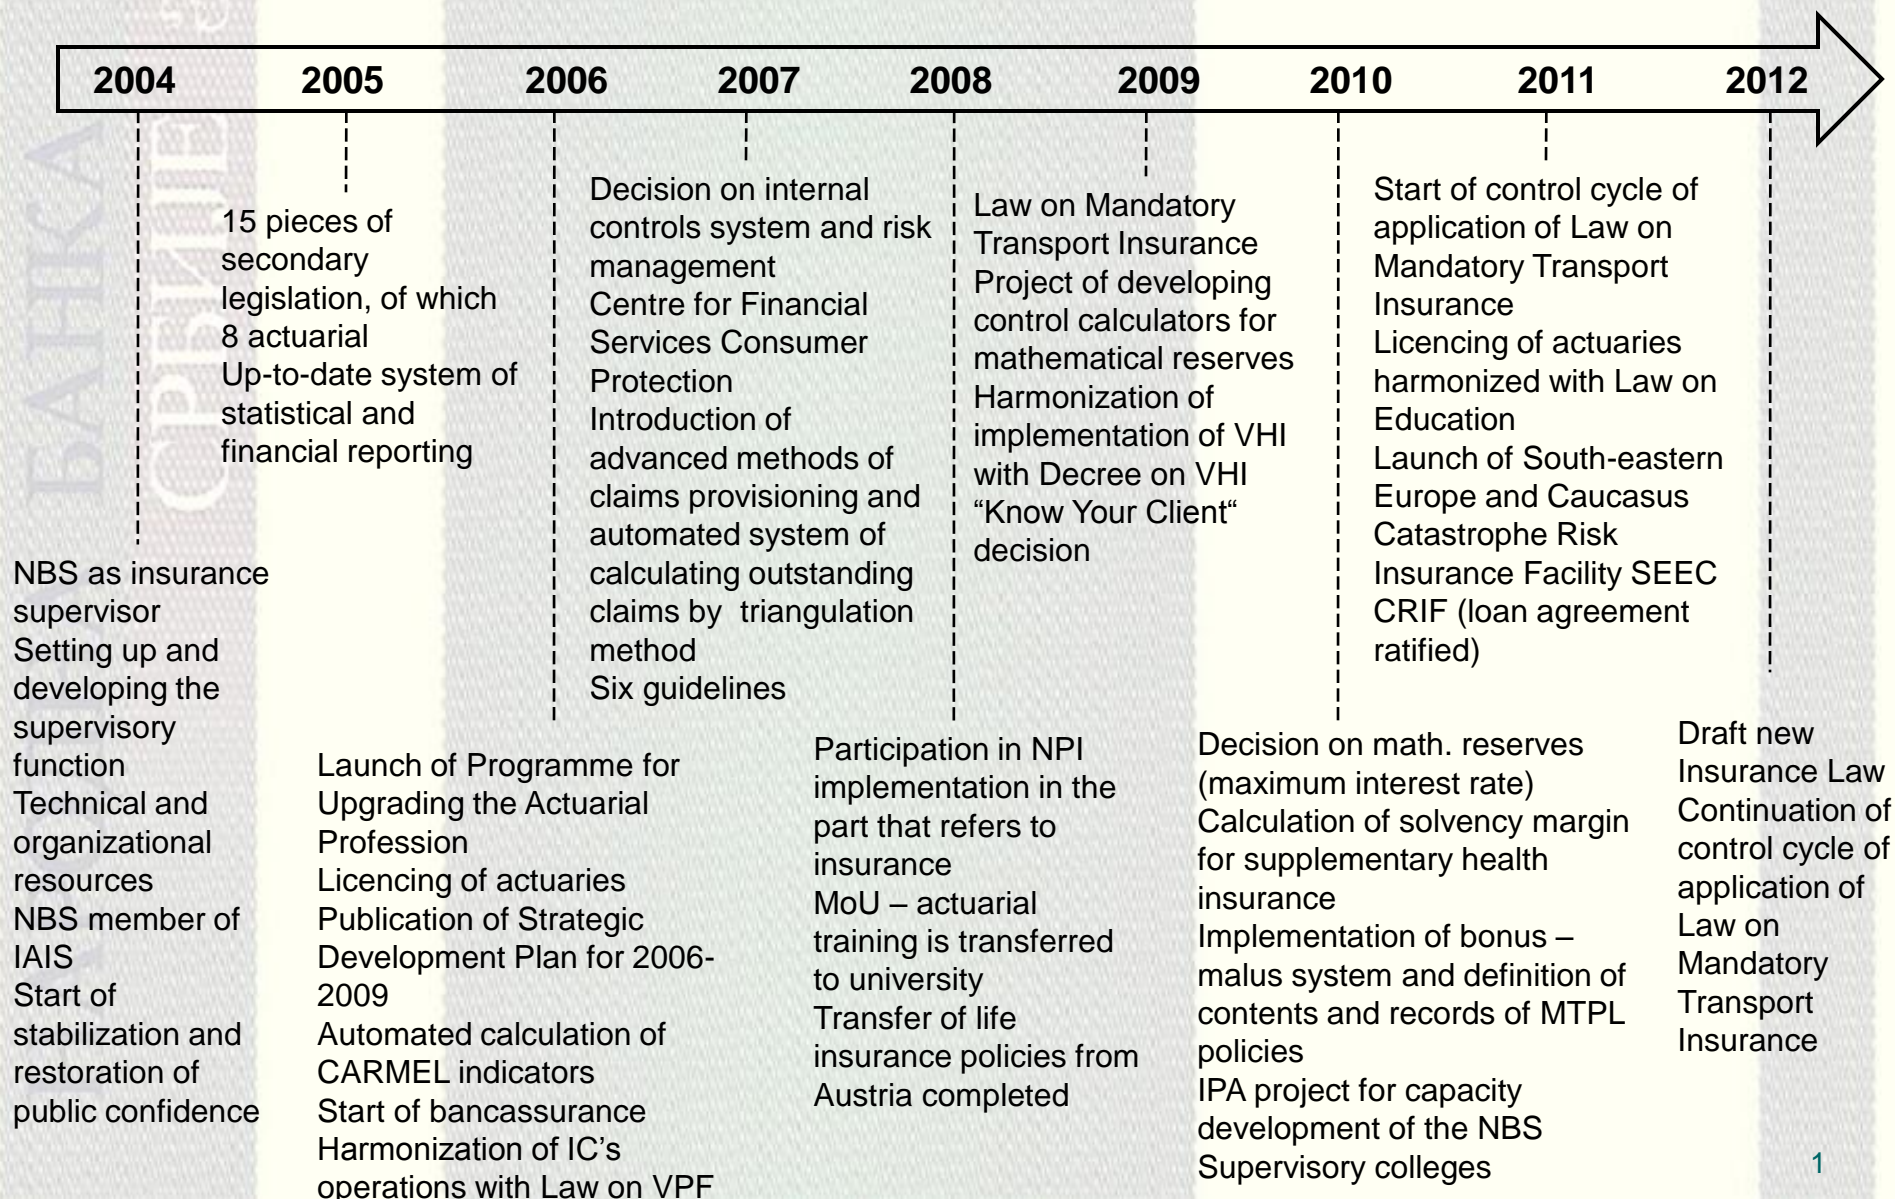 2004 2005 2006 2007 2008 2009 2010 2011 2012
NBS as insurance
supervisor
Setting up and
developing the
supervisory
function
Technical and
organizational
resources
NBS member of
IAIS
Start of
stabilization and
restoration of
public confidence
15 pieces of
secondary
legislation, of which
8 actuarial
Up-to-date system of
statistical and
financial reporting
Launch of Programme for
Upgrading the Actuarial
Profession
Licencing of actuaries
Publication of Strategic
Development Plan for 2006-
2009
Automated calculation of
CARMEL indicators
Start of bancassurance
Harmonization of IC's
operations with Law on VPF
Decision on internal
controls system and risk
management
Centre for Financial
Services Consumer
Protection
Introduction of
advanced methods of
claims provisioning and
automated system of
calculating outstanding
claims by  triangulation
method
Six guidelines
Participation in NPI
implementation in the
part that refers to
insurance
MoU – actuarial
training is transferred
to university
Transfer of life
insurance policies from
Austria completed
Law on Mandatory
Transport Insurance
Project of developing
control calculators for
mathematical reserves
Harmonization of
implementation of VHI
with Decree on VHI
“Know Your Client“
decision
Decision on math. reserves
(maximum interest rate)
Calculation of solvency margin
for supplementary health
insurance
Implementation of bonus –
malus system and definition of
contents and records of MTPL
policies
IPA project for capacity
development of the NBS
Supervisory colleges
Start of control cycle of
application of Law on
Mandatory Transport
Insurance
Licencing of actuaries
harmonized with Law on
Education
Launch of South-eastern
Europe and Caucasus
Catastrophe Risk
Insurance Facility SEEC
CRIF (loan agreement
ratified)
Draft new
Insurance Law
Continuation of
control cycle of
application of
Law on
Mandatory
Transport
Insurance
1
БАНКА